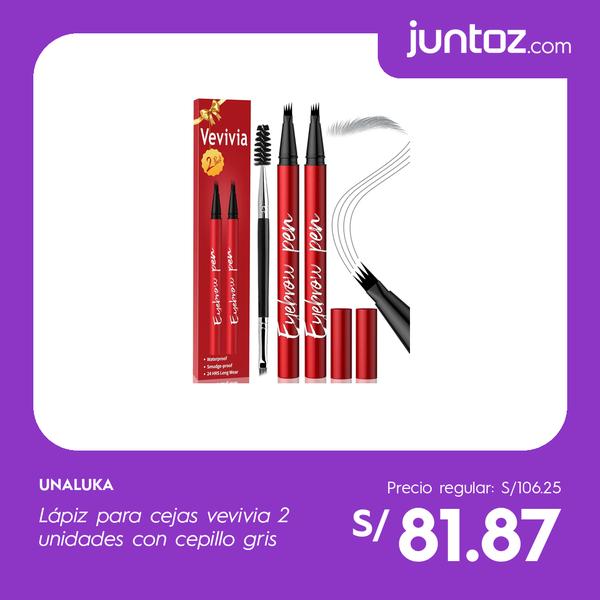 juntoz.com
Vevivia
Eyebrow pen
Eyebrow pen
• Waterproof
• Smudge-proof
• 24 HRS Long Wear
Eyebrow pen
Eyebrow pen
UNALUKA
Lápiz para cejas vevivia 2
unidades con cepillo gris
Precio regular: S/106.25
S/ 81.87